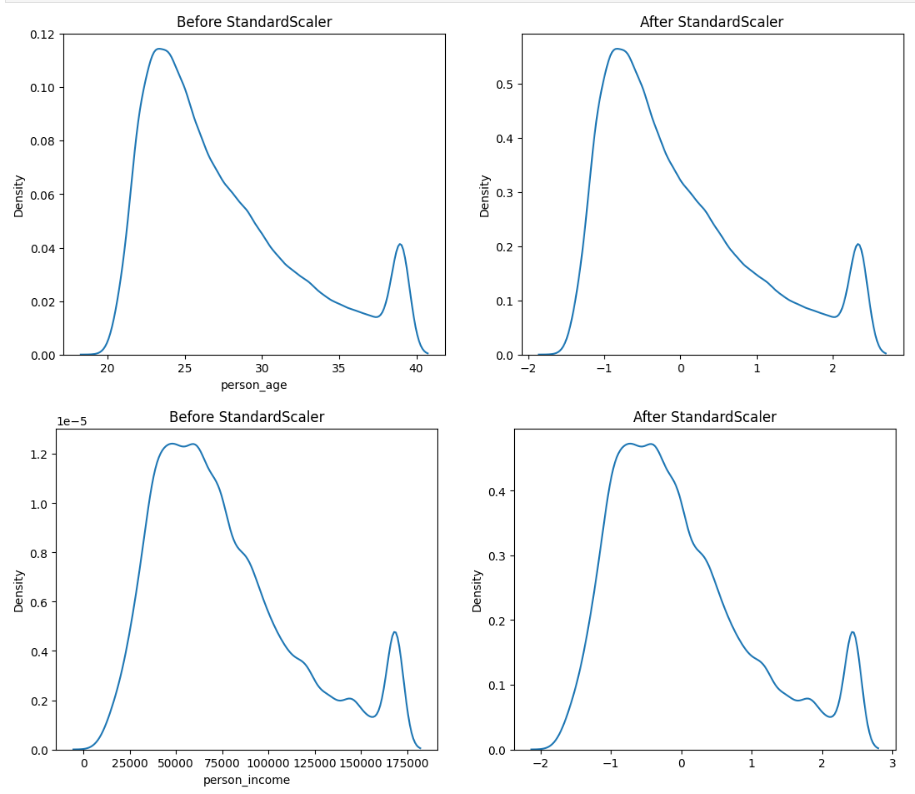 Before StandardScaler
After StandardScaler
0.12
0.10
0.08
0.06
0.04
0.02
0.00
Density
20 25 30 35 40
person_age
0.5
0.4
0.3
0.2
0.1
0.0
Density
−2 −1 0 1 2
1e−5
Before StandardScaler
After StandardScaler
1.2
1.0
0.8
0.6
0.4
0.2
0.0
Density
0 25000 50000 75000 100000 125000 150000 175000
person_income
0.4
0.3
0.2
0.1
0.0
Density
−2 −1 0 1 2 3